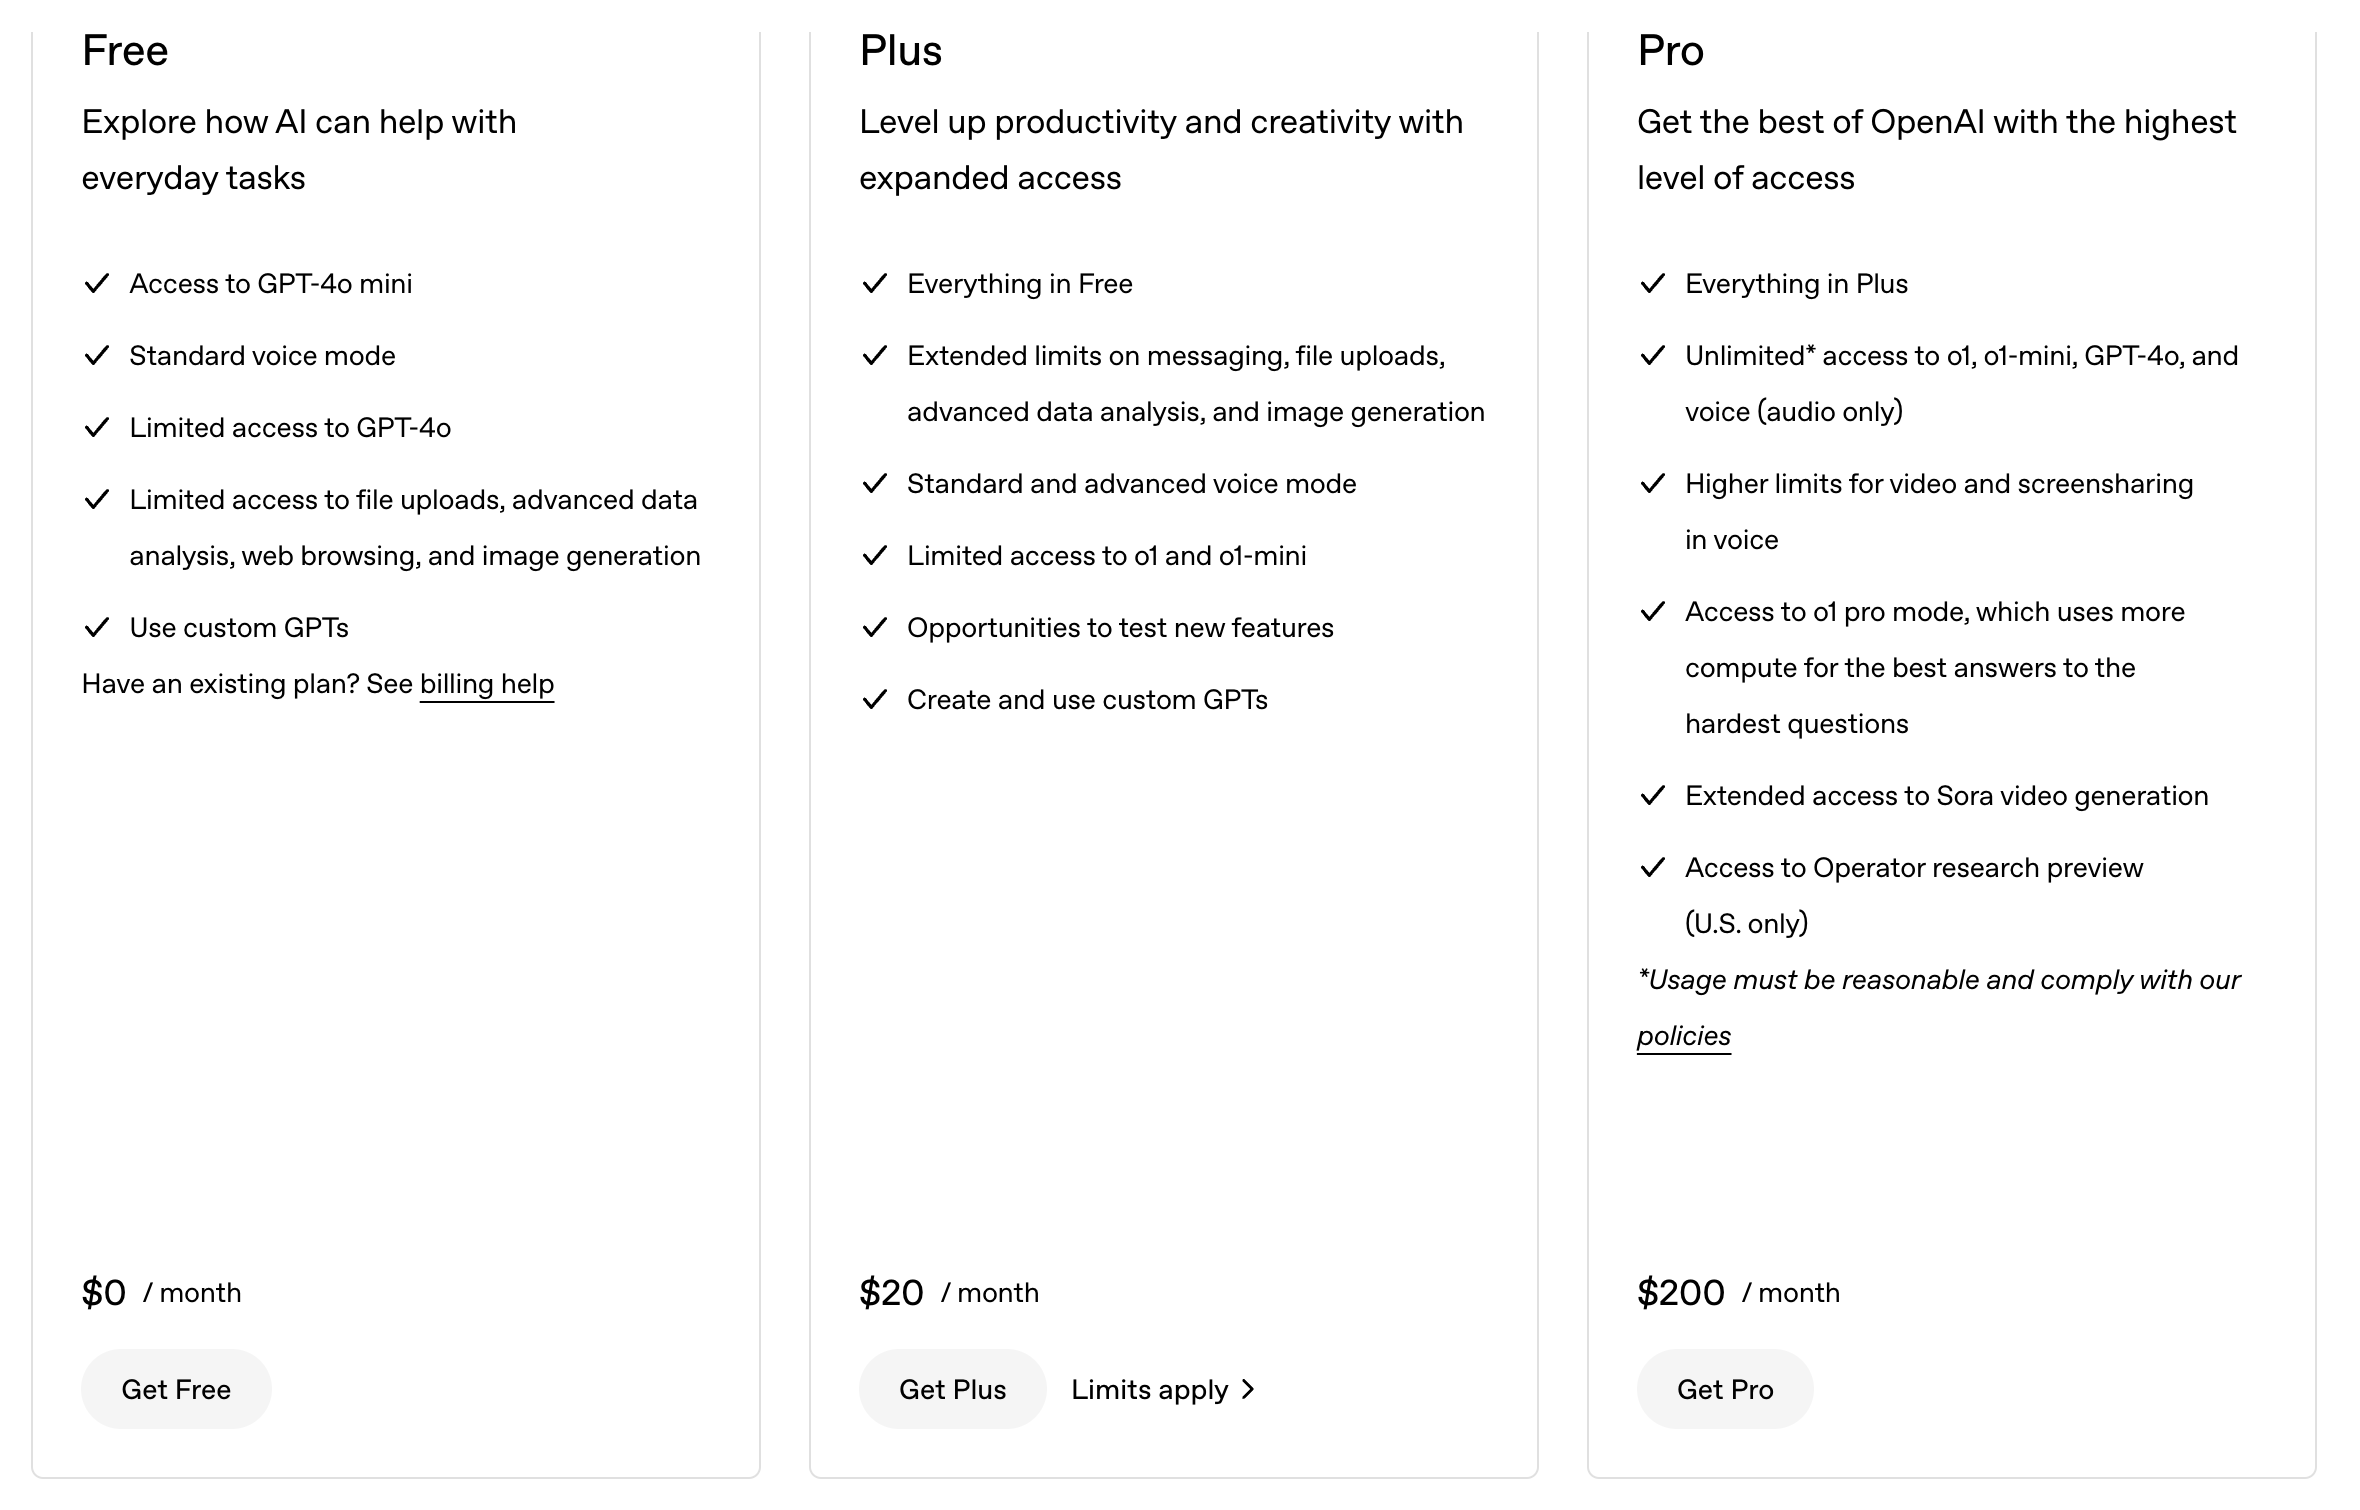 Free
Explore how AI can help with
everyday tasks
Access to GPT-4o mini
Standard voice mode
Limited access to GPT-4o
Limited access to file uploads, advanced data
analysis, web browsing, and image generation
Use custom GPTs
Have an existing plan? See billing help
$0 / month
Get Free
Plus
Level up productivity and creativity with
expanded access
Everything in Free
Extended limits on messaging, file uploads,
advanced data analysis, and image generation
Standard and advanced voice mode
Limited access to o1 and o1-mini
Opportunities to test new features
Create and use custom GPTs
$20 / month
Get Plus
Limits apply
Pro
Get the best of OpenAI with the highest
level of access
Everything in Plus
Unlimited* access to o1, o1-mini, GPT-4o, and
voice (audio only)
Higher limits for video and screensharing
in voice
Access to o1 pro mode, which uses more
compute for the best answers to the
hardest questions
Extended access to Sora video generation
Access to Operator research preview
(U.S. only)
*Usage must be reasonable and comply with our
policies
$200 / month
Get Pro